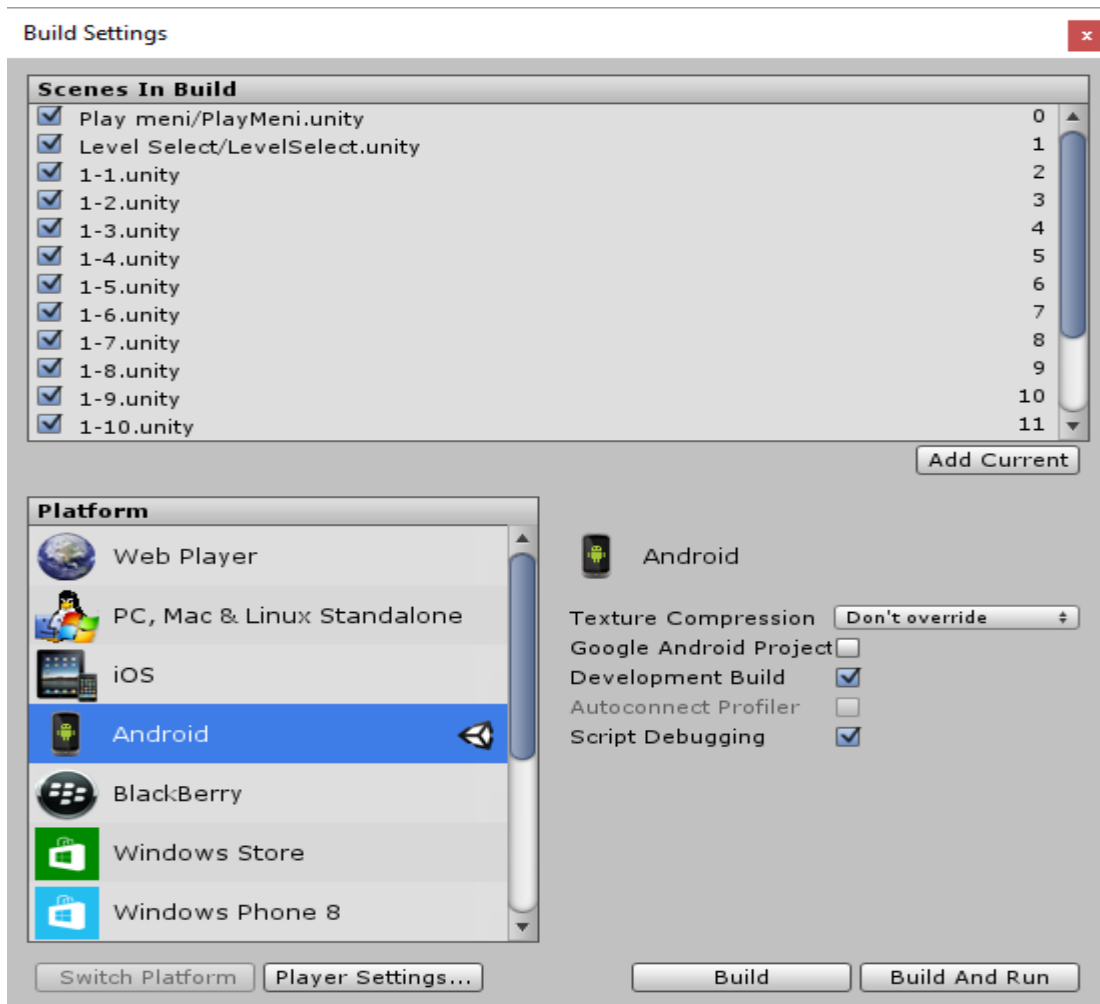 Build Settings
x
Scenes In Build
Play meni/PlayMeni.unity 0
Level Select/LevelSelect.unity 1
1-1.unity 2
1-2.unity 3
1-3.unity 4
1-4.unity 5
1-5.unity 6
1-6.unity 7
1-7.unity 8
1-8.unity 9
1-9.unity 10
1-10.unity 11
Add Current
Platform
Web Player
PC, Mac & Linux Standalone
iOS
Android
BlackBerry
Windows Store
Windows Phone 8
Android
Texture Compression Don't override
Google Android Project
Development Build
Autoconnect Profiler
Script Debugging
Switch Platform Player Settings... Build Build And Run